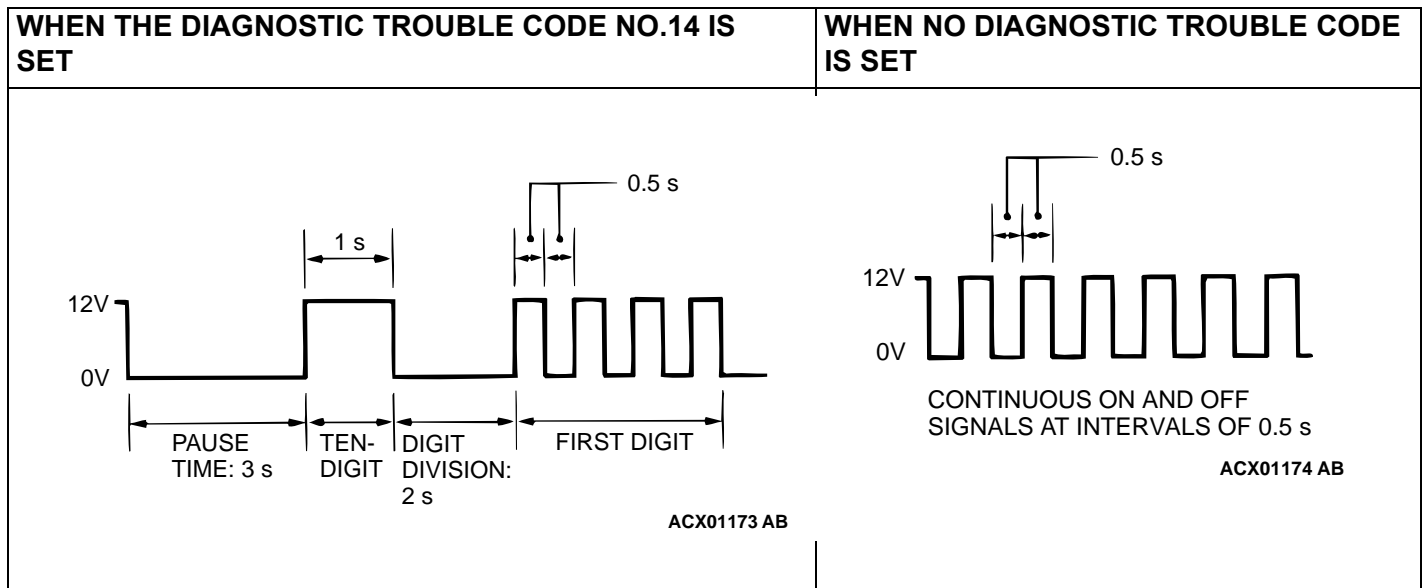 WHEN THE DIAGNOSTIC TROUBLE CODE NO.14 IS
SET
WHEN NO DIAGNOSTIC TROUBLE CODE
IS SET
0.5 s
1 s
12V
0V
PAUSE
TIME: 3 s
TEN-
DIGIT
DIGIT
DIVISION:
2 s
FIRST DIGIT
ACX01173 AB
0.5 s
12V
0V
CONTINUOUS ON AND OFF
SIGNALS AT INTERVALS OF 0.5 s
ACX01174 AB